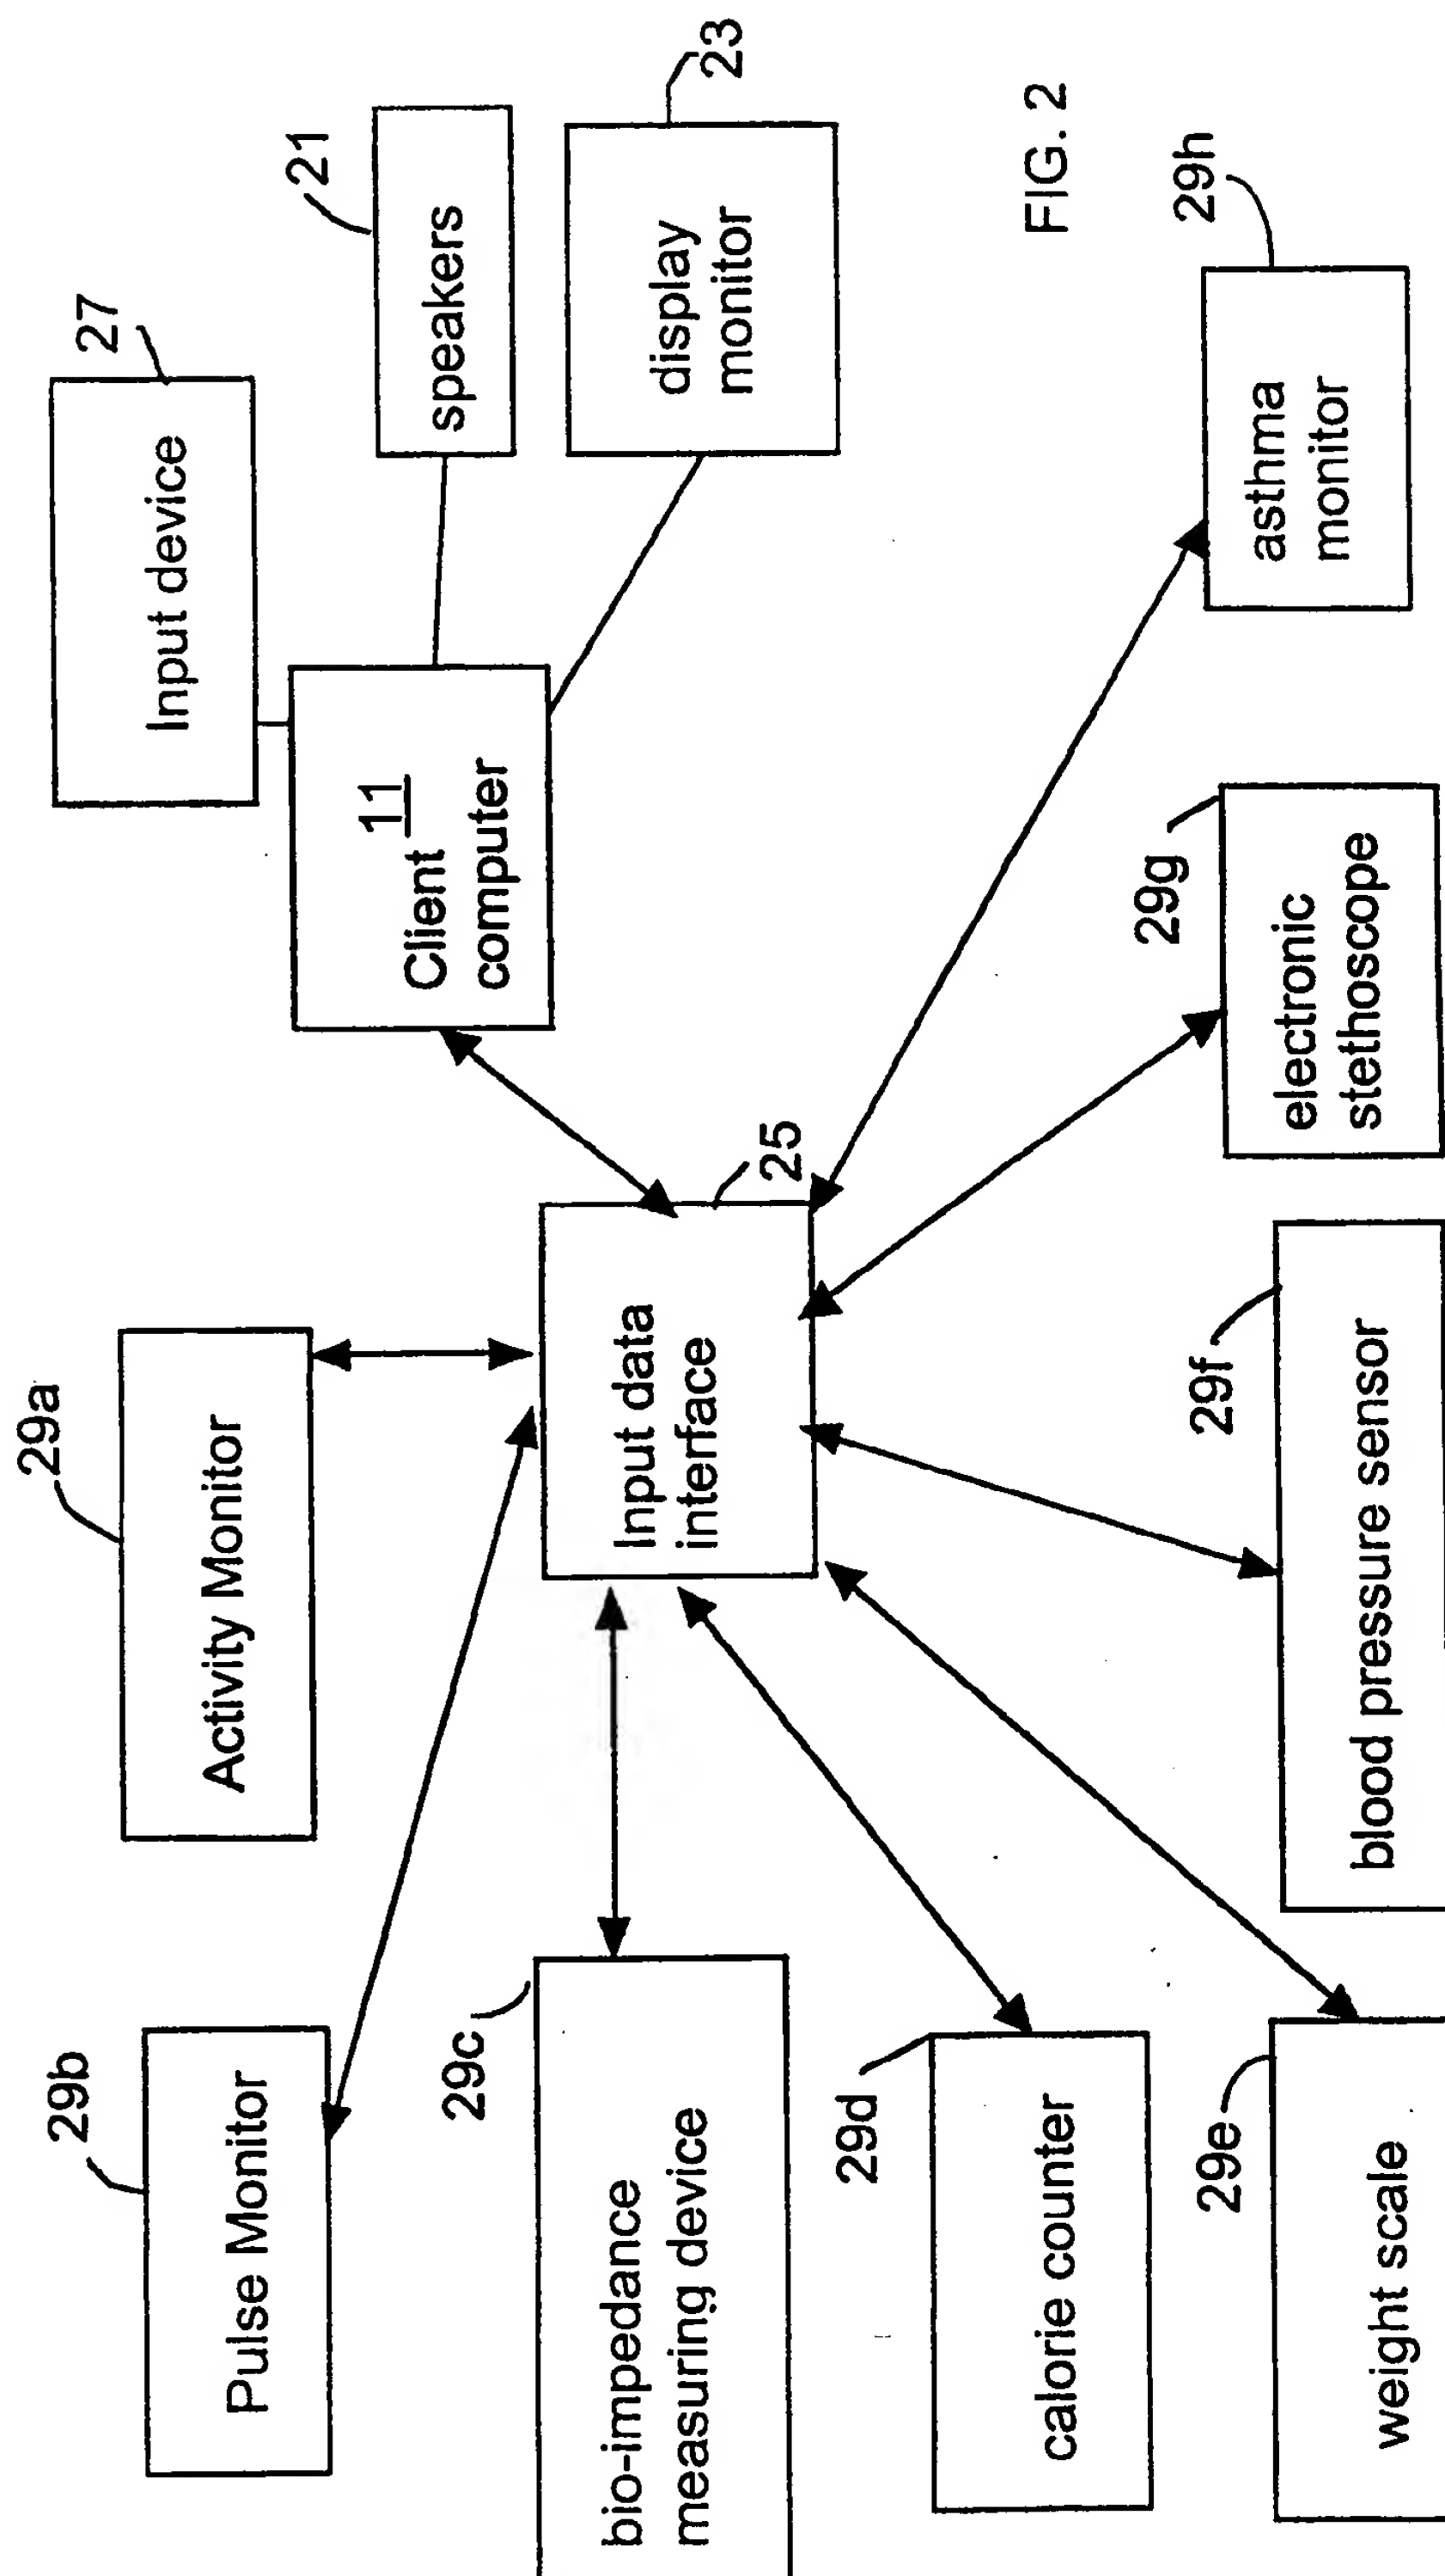 29b
Pulse Monitor
29a
Activity Monitor
27
Input device
21
speakers
11
Client
computer
display
monitor
23
29c
bio-impedance
measuring device
Input data
interface
25
29d
calorie counter
29e
weight scale
29f
blood pressure sensor
29g
electronic
stethoscope
29h
asthma
monitor
FIG. 2